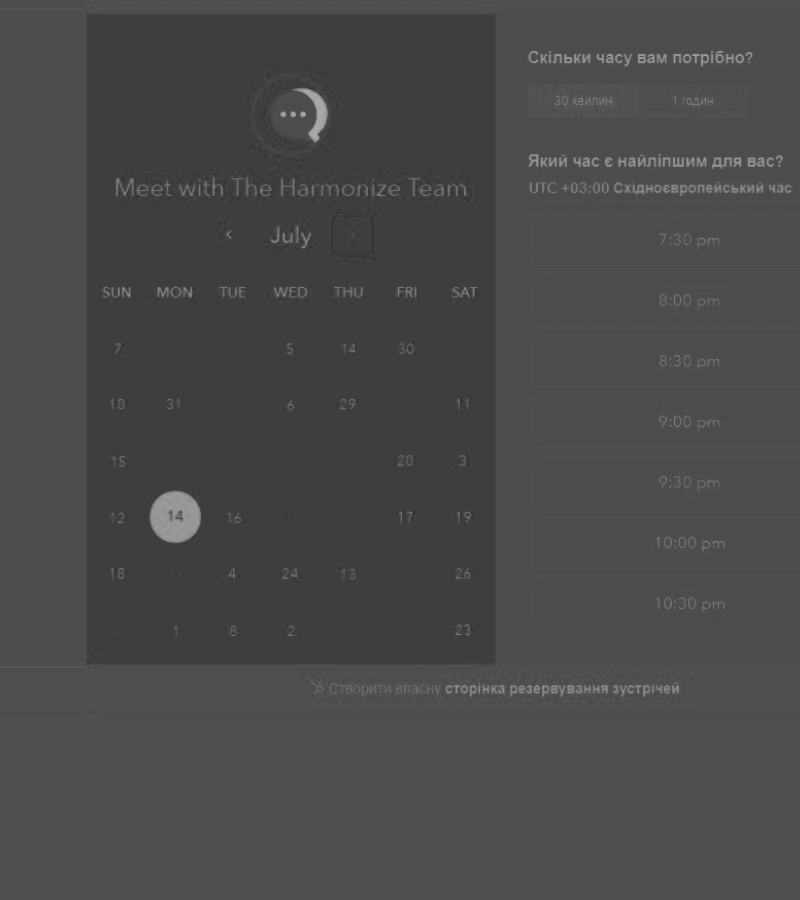 Meet with The Harmonize Team
‹ July ›
SUN MON TUE WED THU FRI SAT
7 5 14 30
10 31 6 29 11
15 20 3
12 14 16 17 19
18 4 24 13 26
1 8 2 23
Скільки часу вам потрібно?
30 хвилин 1 годин
Який час є найліпшим для вас?
UTC +03:00 Східноєвропейський час
7:30 pm
8:00 pm
8:30 pm
9:00 pm
9:30 pm
10:00 pm
10:30 pm
Створити власну сторінка резервування зустрічей